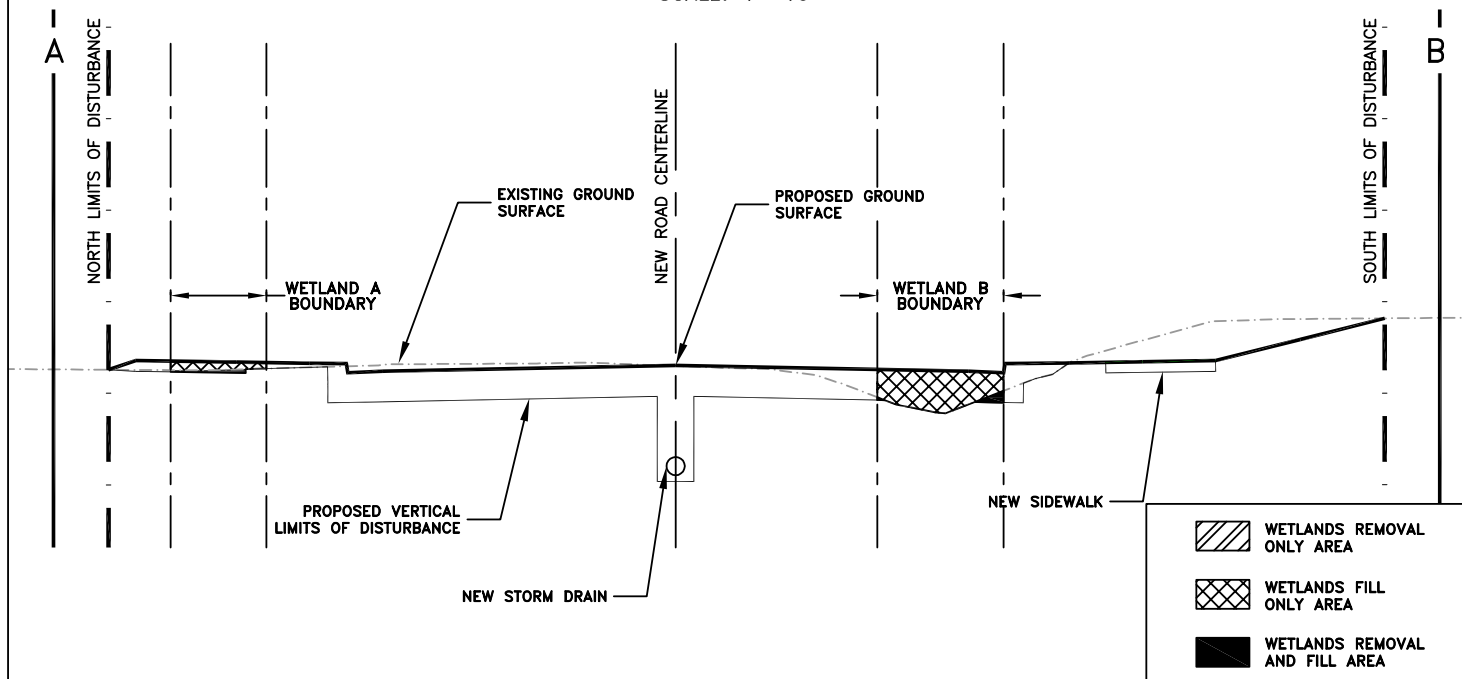 A
B
NORTH LIMITS OF DISTURBANCE
NEW ROAD CENTERLINE
SOUTH LIMITS OF DISTURBANCE
EXISTING GROUND
SURFACE
PROPOSED GROUND
SURFACE
WETLAND A
BOUNDARY
WETLAND B
BOUNDARY
PROPOSED VERTICAL
LIMITS OF DISTURBANCE
NEW SIDEWALK
NEW STORM DRAIN
WETLANDS REMOVAL
ONLY AREA
WETLANDS FILL
ONLY AREA
WETLANDS REMOVAL
AND FILL AREA